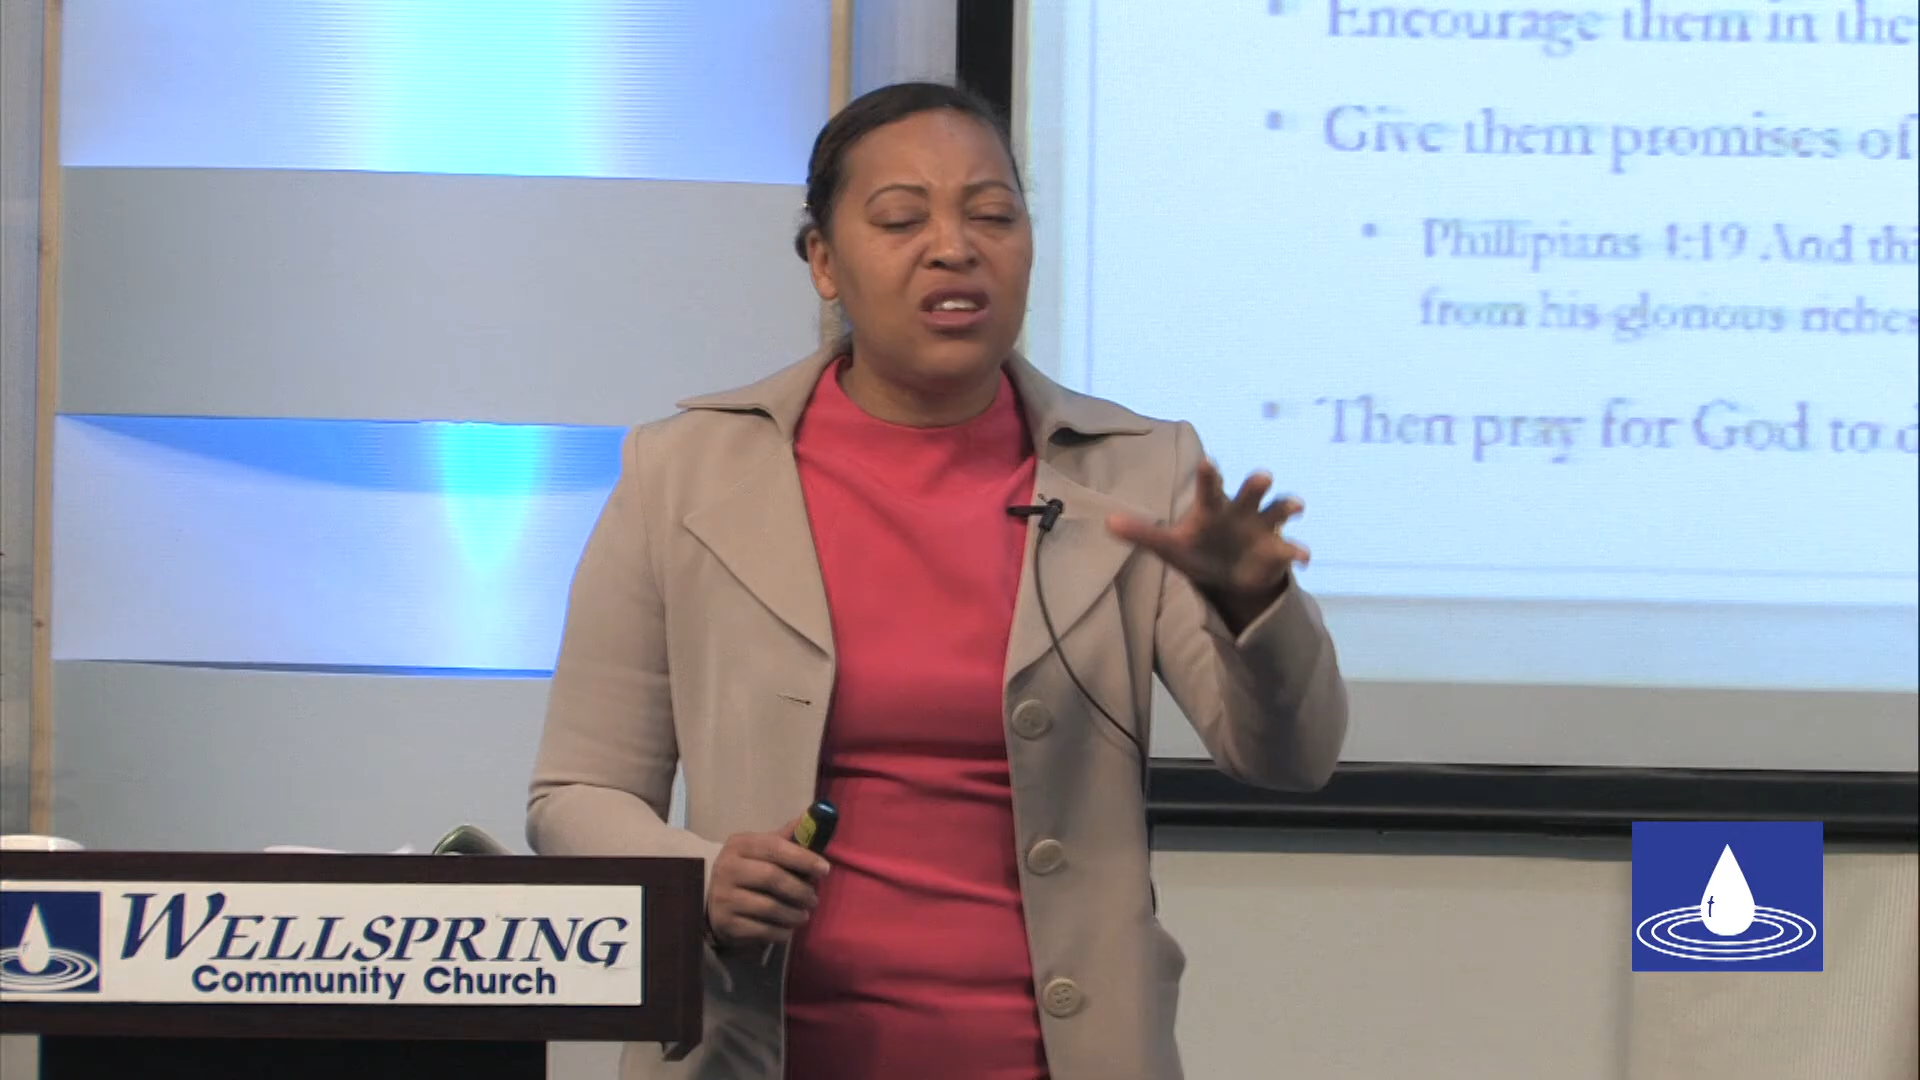 Encourage them in the
Give them promises of
Phillipians 4:19 And thi
from his glorious riches
Then pray for God to
WELLSPRING
Community Church